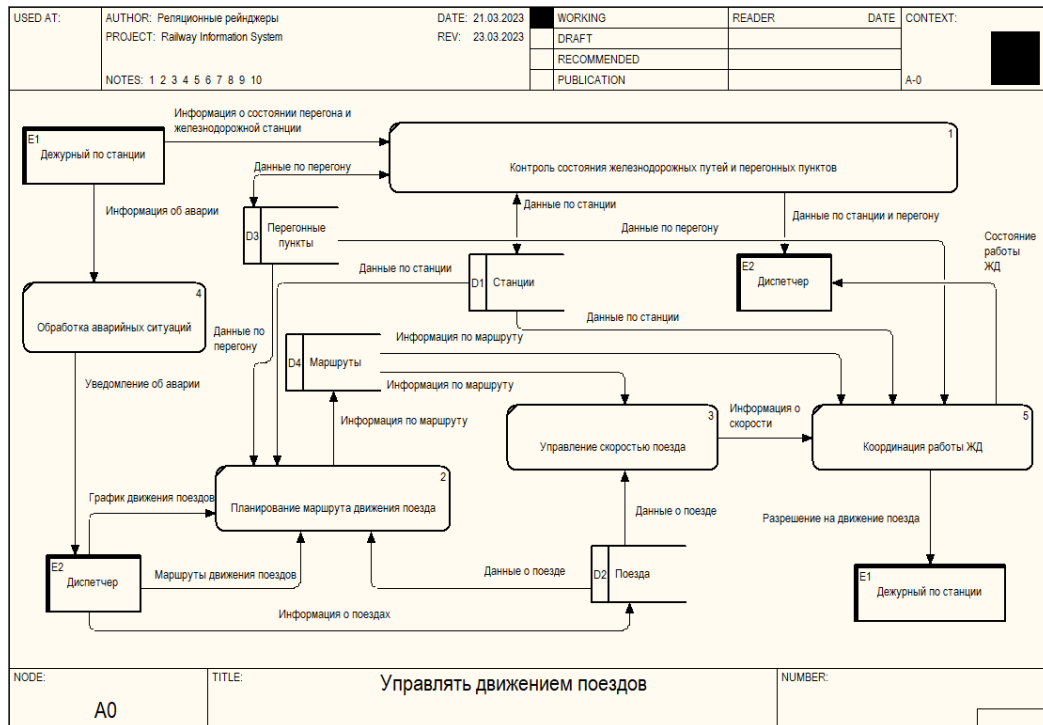 USED AT:
AUTHOR: Реляционные рейнджеры
DATE: 21.03.2023
WORKING
READER
DATE
CONTEXT:
PROJECT: Railway Information System
REV: 23.03.2023
DRAFT
RECOMMENDED
NOTES: 1 2 3 4 5 6 7 8 9 10
PUBLICATION
A-0
Информация о состоянии перегона и
железнодорожной станции
E1
Дежурный по станции
1
Контроль состояния железнодорожных путей и перегонных пунктов
Данные по перегону
Информация об аварии
Данные по станции
Данные по станции и перегону
D3
Перегонные
пункты
Данные по перегону
Состояние
работы
ЖД
Данные по станции
D1
Станции
E2
Диспетчер
4
Обработка аварийных ситуаций
Данные по
перегону
Данные по станции
Информация по маршруту
D4
Маршруты
Уведомление об аварии
Информация по маршруту
Информация по маршруту
Информация о
скорости
3
Управление скоростью поезда
5
Координация работы ЖД
2
Планирование маршрута движения поезда
График движения поездов
Данные о поезде
Разрешение на движение поезда
E2
Диспетчер
Маршруты движения поездов
Данные о поезде
D2
Поезда
E1
Дежурный по станции
Информация о поездах
NODE:
TITLE:
Управлять движением поездов
NUMBER:
A0